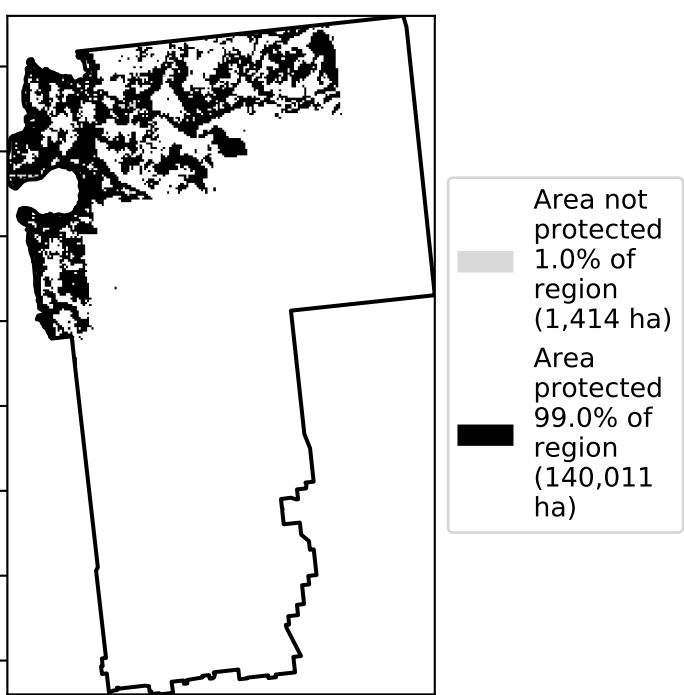 Area not
protected
1.0% of
region
(1,414 ha)
Area
protected
99.0% of
region
(140,011
ha)